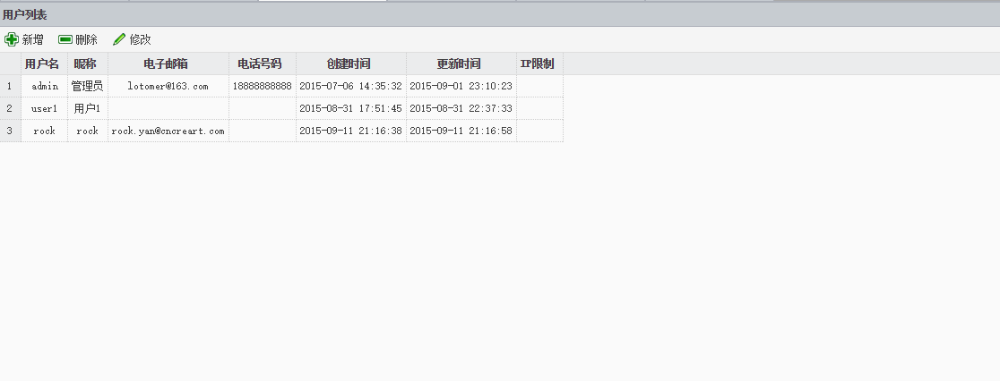 用户列表
新增 删除 修改
用户名 昵称 电子邮箱 电话号码 创建时间 更新时间 IP限制
1 admin 管理员 lotomer@163.com 18888888888 2015-07-06 14:35:32 2015-09-01 23:10:23
2 user1 用户1 2015-08-31 17:51:45 2015-08-31 22:37:33
3 rock rock rock.yan@cncreart.com 2015-09-11 21:16:38 2015-09-11 21:16:58